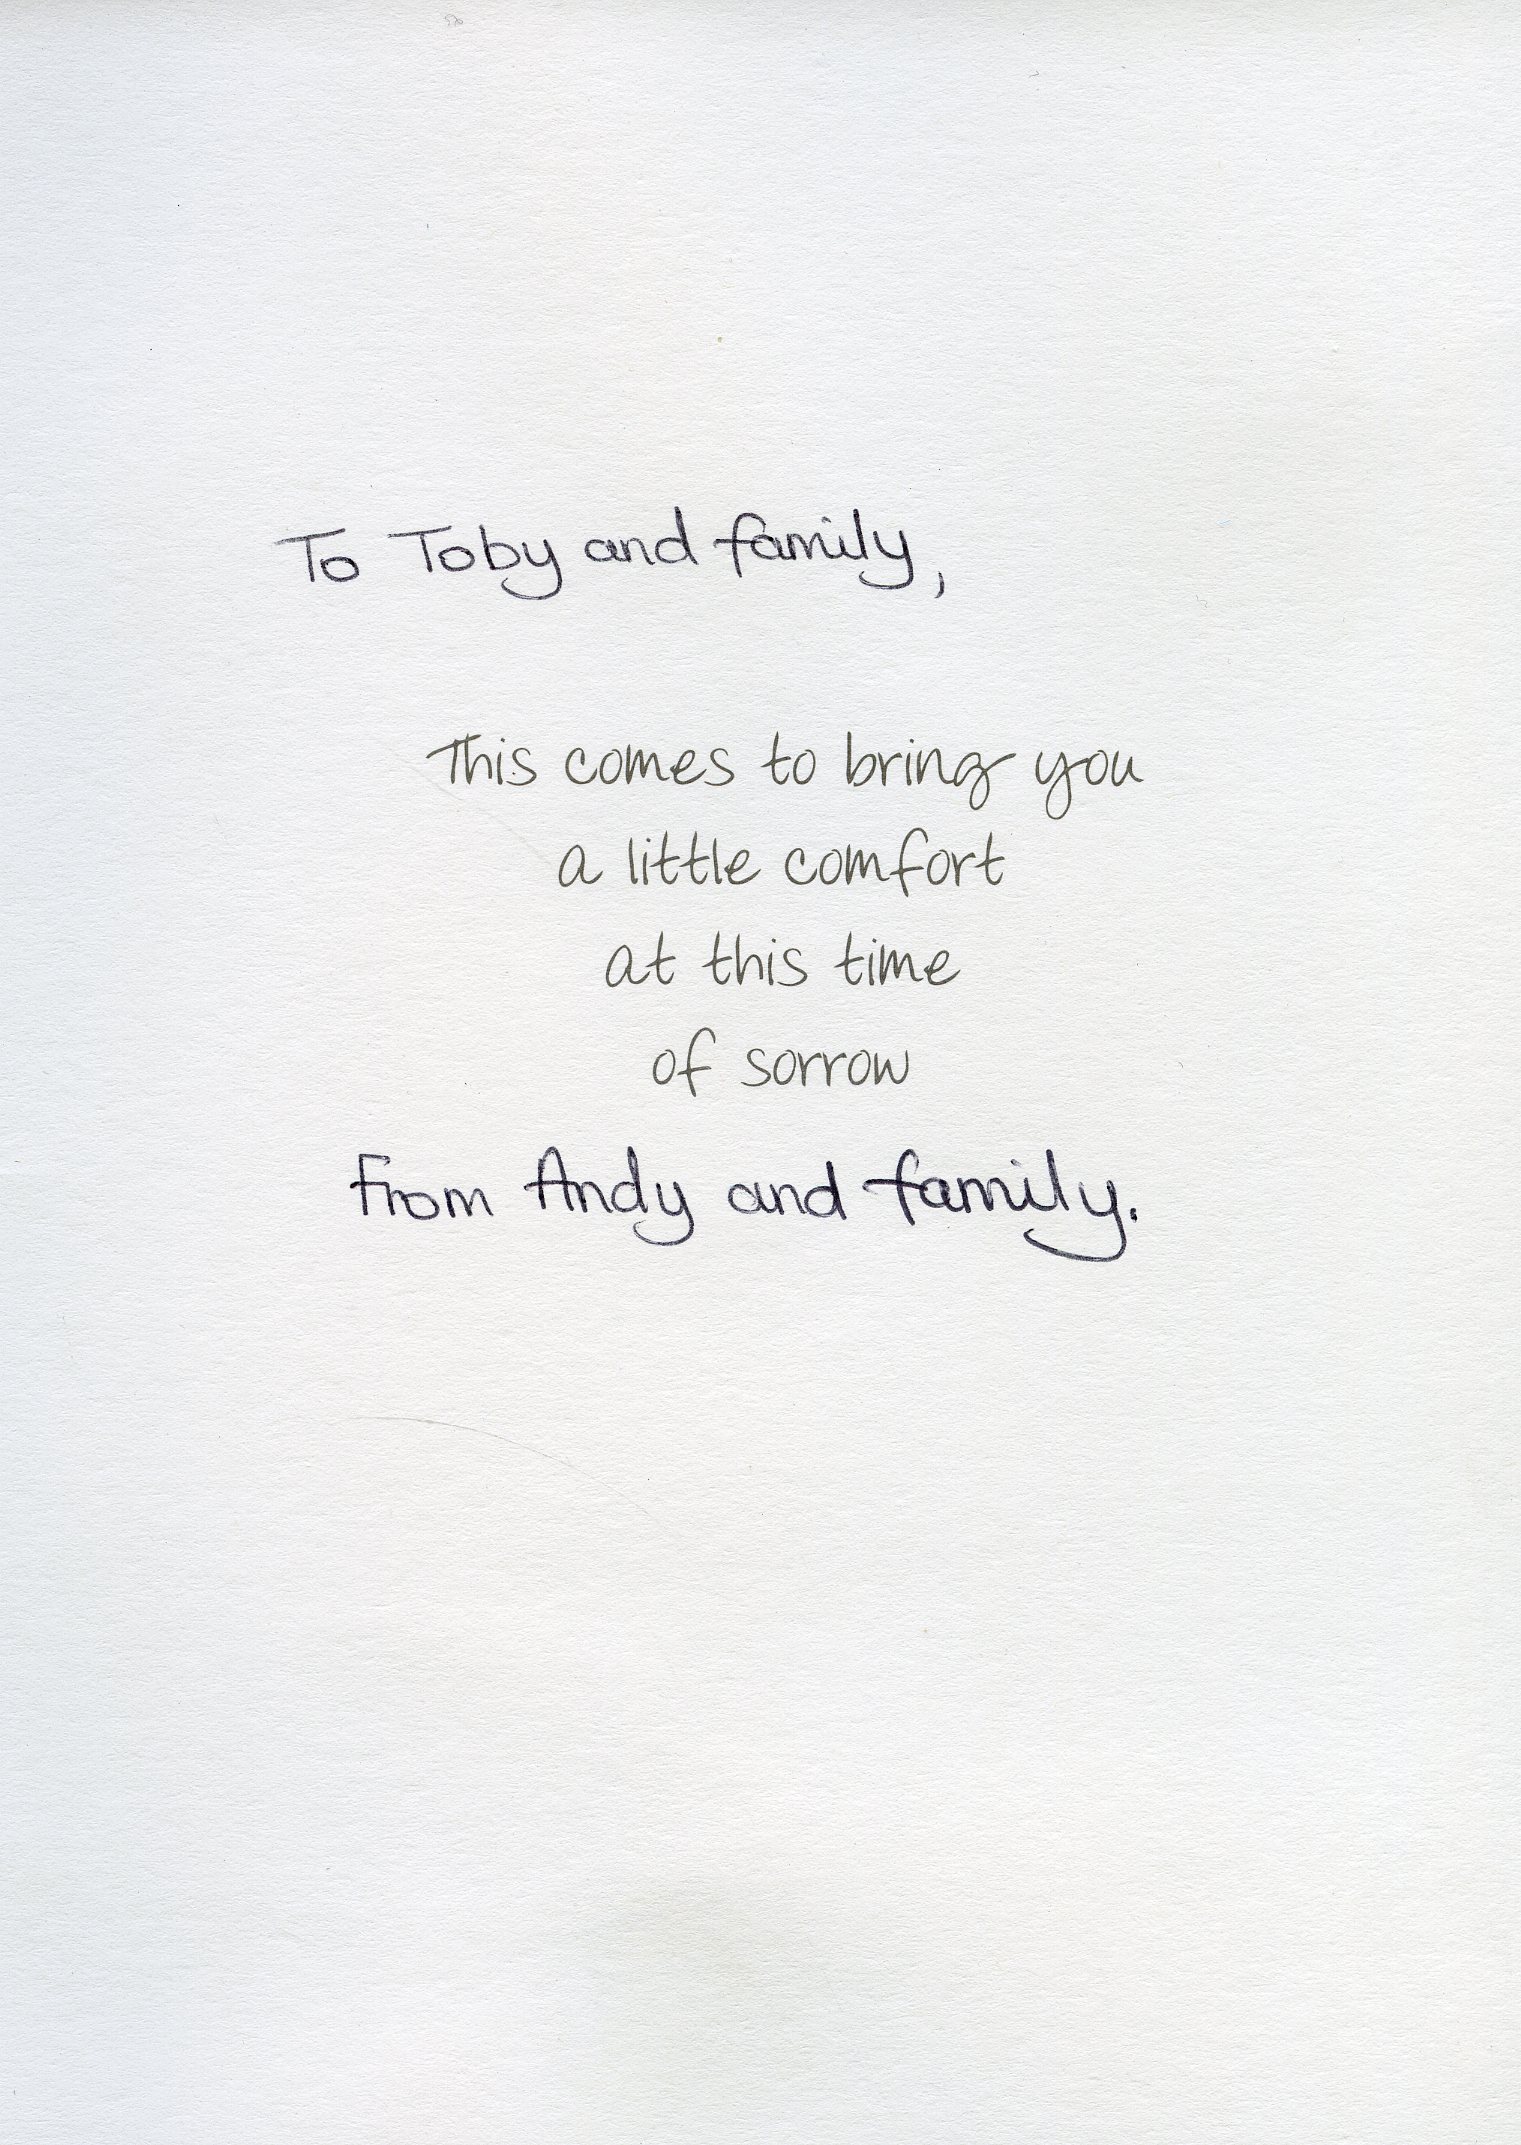 To Toby and family,
This comes to bring you
a little comfort
at this time
of sorrow
From Andy and family.